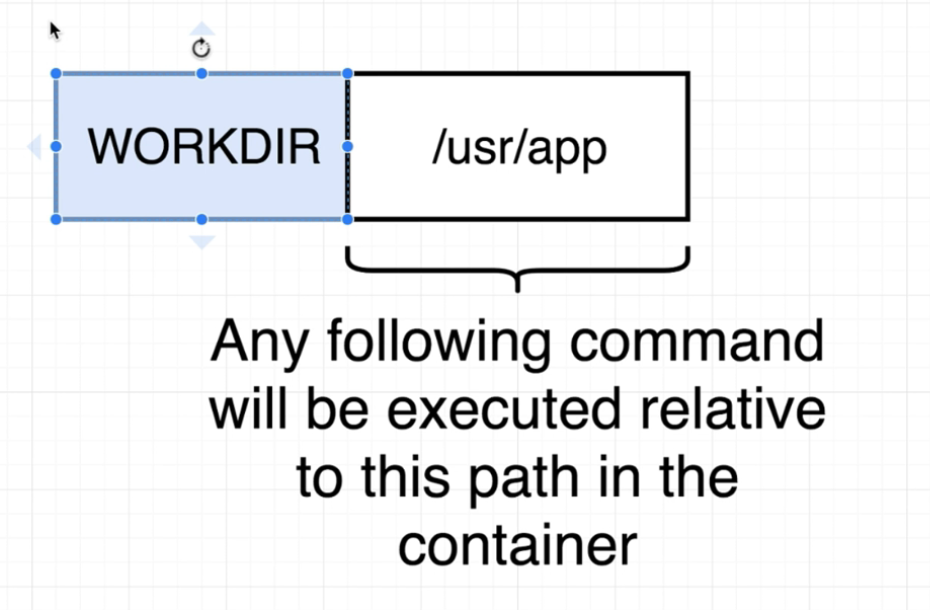 WORKDIR /usr/app
Any following command
will be executed relative
to this path in the
container